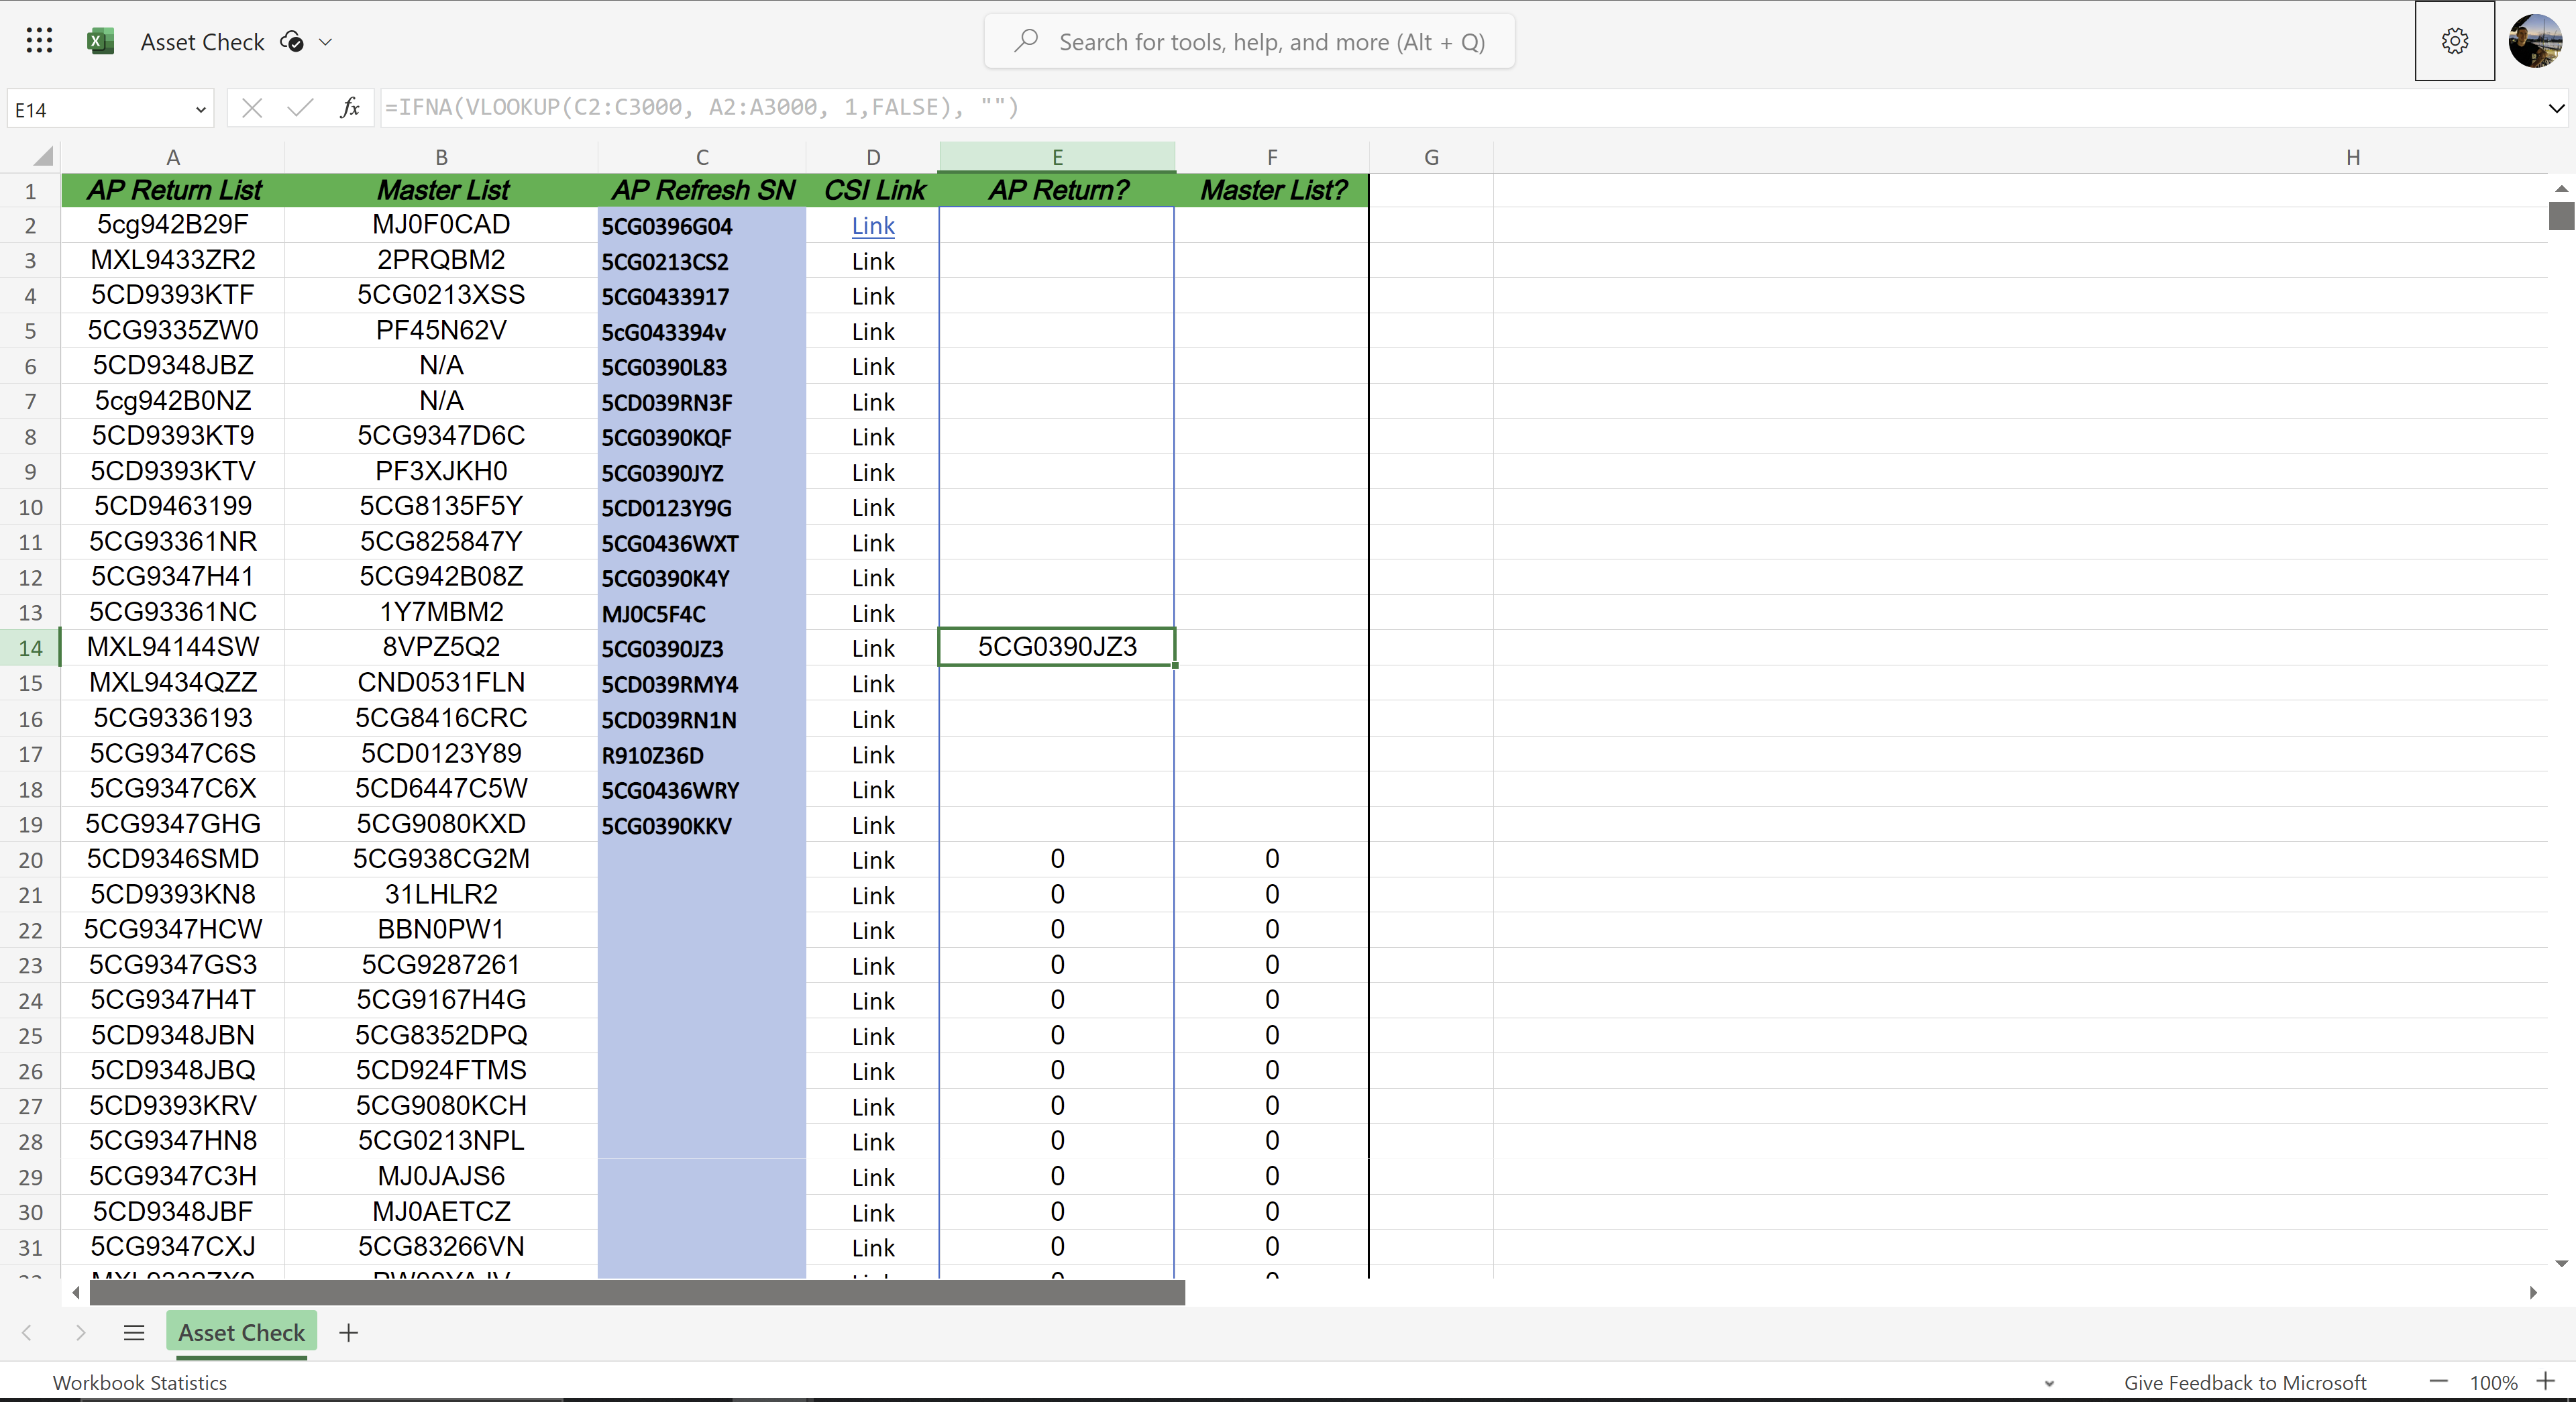 Asset Check
Search for tools, help, and more (Alt + Q)
E14 fx =IFNA(VLOOKUP(C2:C3000, A2:A3000, 1,FALSE), "")
A B C D E F G H
1 AP Return List Master List AP Refresh SN CSI Link AP Return? Master List?
2 5cg942B29F MJ0F0CAD 5CG0396G04 Link
3 MXL9433ZR2 2PRQBM2 5CG0213CS2 Link
4 5CD9393KTF 5CG0213XSS 5CG0433917 Link
5 5CG9335ZW0 PF45N62V 5cG043394v Link
6 5CD9348JBZ N/A 5CG0390L83 Link
7 5cg942B0NZ N/A 5CD039RN3F Link
8 5CD9393KT9 5CG9347D6C 5CG0390KQF Link
9 5CD9393KTV PF3XJKH0 5CG0390JYZ Link
10 5CD9463199 5CG8135F5Y 5CD0123Y9G Link
11 5CG93361NR 5CG825847Y 5CG0436WXT Link
12 5CG9347H41 5CG942B08Z 5CG0390K4Y Link
13 5CG93361NC 1Y7MBM2 MJ0C5F4C Link
14 MXL94144SW 8VPZ5Q2 5CG0390JZ3 Link 5CG0390JZ3
15 MXL9434QZZ CND0531FLN 5CD039RMY4 Link
16 5CG9336193 5CG8416CRC 5CD039RN1N Link
17 5CG9347C6S 5CD0123Y89 R910Z36D Link
18 5CG9347C6X 5CD6447C5W 5CG0436WRY Link
19 5CG9347GHG 5CG9080KXD 5CG0390KKV Link
20 5CD9346SMD 5CG938CG2M Link 0 0
21 5CD9393KN8 31LHLR2 Link 0 0
22 5CG9347HCW BBN0PW1 Link 0 0
23 5CG9347GS3 5CG9287261 Link 0 0
24 5CG9347H4T 5CG9167H4G Link 0 0
25 5CD9348JBN 5CG8352DPQ Link 0 0
26 5CD9348JBQ 5CD924FTMS Link 0 0
27 5CD9393KRV 5CG9080KCH Link 0 0
28 5CG9347HN8 5CG0213NPL Link 0 0
29 5CG9347C3H MJ0JAJS6 Link 0 0
30 5CD9348JBF MJ0AETCZ Link 0 0
31 5CG9347CXJ 5CG83266VN Link 0 0
Asset Check
Workbook Statistics Give Feedback to Microsoft 100%